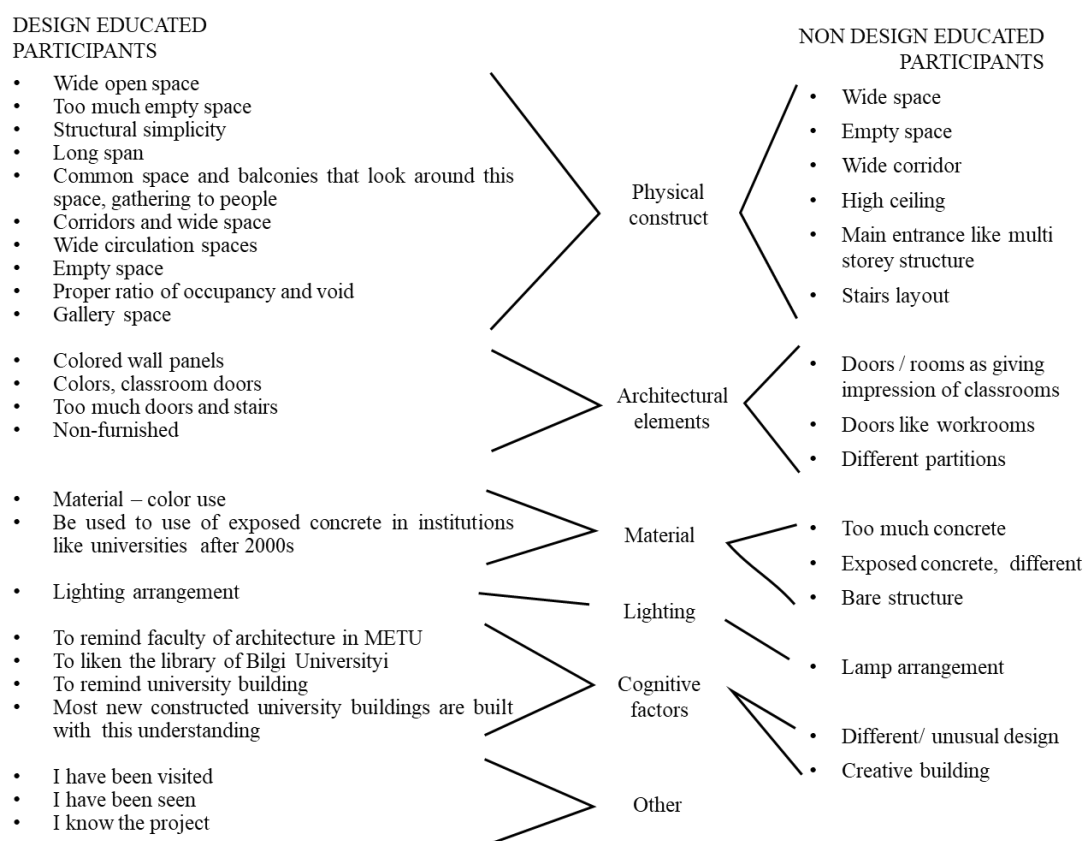 DESIGN EDUCATED
PARTICIPANTS
• Wide open space
• Too much empty space
• Structural simplicity
• Long span
• Common space and balconies that look around this
space, gathering to people
• Corridors and wide space
• Wide circulation spaces
• Empty space
• Proper ratio of occupancy and void
• Gallery space
• Colored wall panels
• Colors, classroom doors
• Too much doors and stairs
• Non-furnished
• Material – color use
• Be used to use of exposed concrete in institutions
like universities after 2000s
• Lighting arrangement
• To remind faculty of architecture in METU
• To liken the library of Bilgi Universityi
• To remind university building
• Most new constructed university buildings are built
with this understanding
• I have been visited
• I have been seen
• I know the project
Physical
construct
Architectural
elements
Material
Lighting
Cognitive
factors
Other
NON DESIGN EDUCATED
PARTICIPANTS
• Wide space
• Empty space
• Wide corridor
• High ceiling
• Main entrance like multi
storey structure
• Stairs layout
• Doors / rooms as giving
impression of classrooms
• Doors like workrooms
• Different partitions
• Too much concrete
• Exposed concrete, different
• Bare structure
• Lamp arrangement
• Different/ unusual design
• Creative building